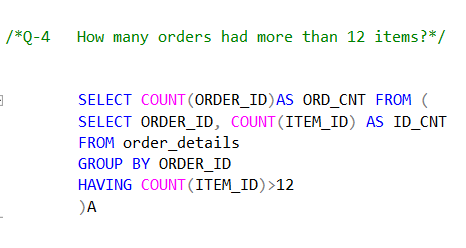 /*Q-4   How many orders had more than 12 items?*/
SELECT COUNT(ORDER_ID)AS ORD_CNT FROM (
SELECT ORDER_ID, COUNT(ITEM_ID) AS ID_CNT
FROM order_details
GROUP BY ORDER_ID
HAVING COUNT(ITEM_ID)>12
)A